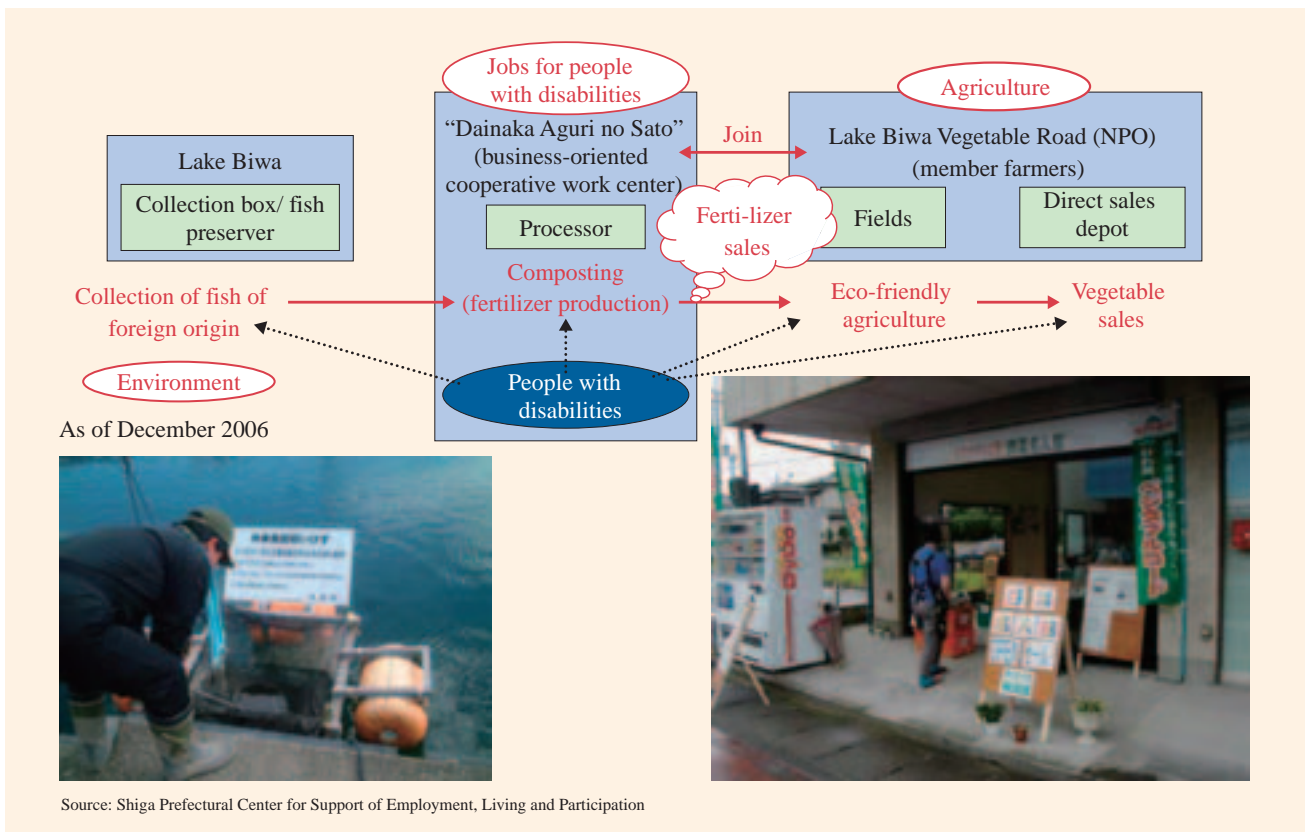 Jobs for people
with disabilities
Agriculture
"Dainaka Aguri no Sato"
(business-oriented
cooperative work center)
Processor
Join
Lake Biwa Vegetable Road (NPO)
(member farmers)
Fields
Direct sales
depot
Lake Biwa
Collection box/ fish
preserver
Ferti-lizer
sales
Collection of fish of
foreign origin
Composting
(fertilizer production)
Eco-friendly
agriculture
Vegetable
sales
Environment
People with
disabilities
As of December 2006
Source: Shiga Prefectural Center for Support of Employment, Living and Participation